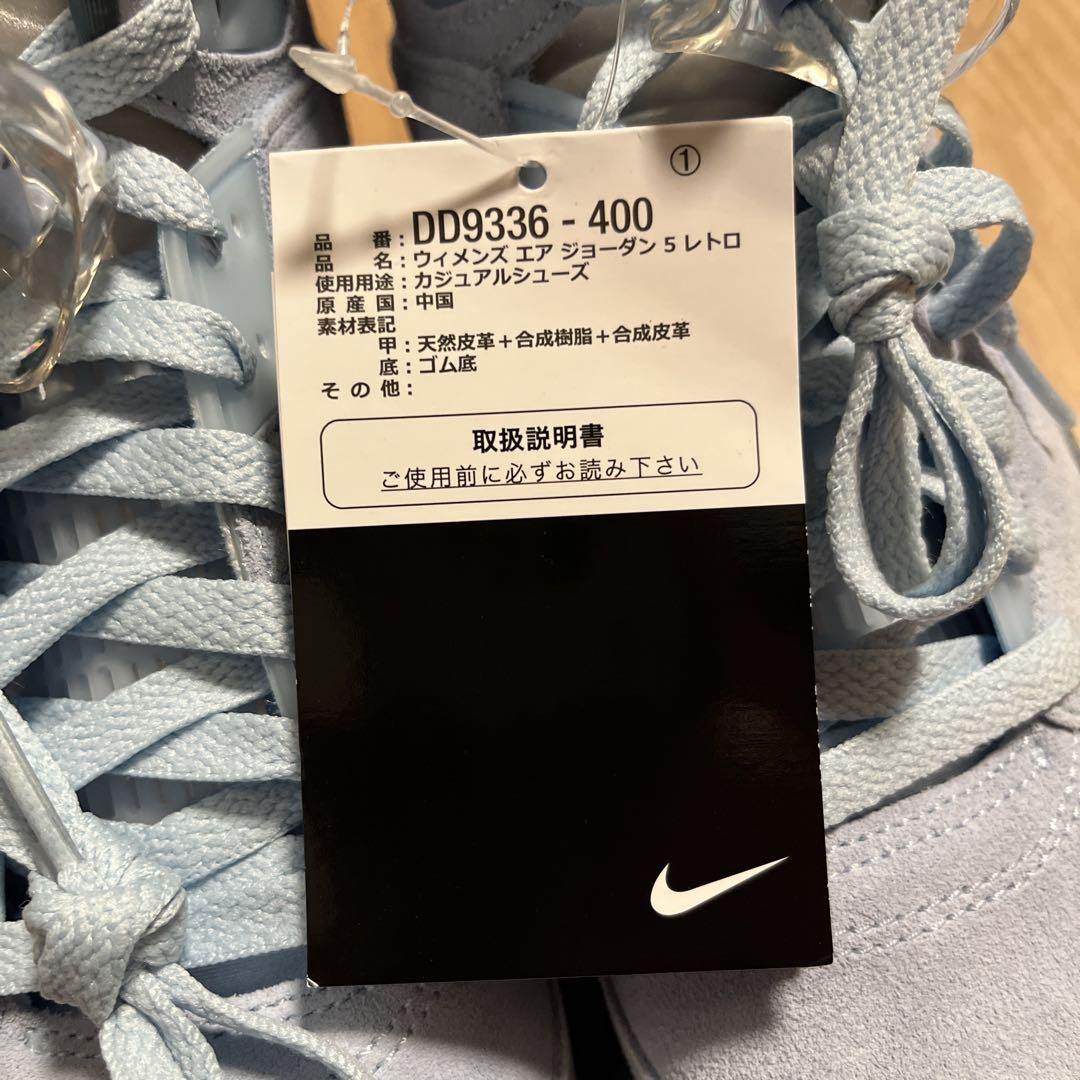 ①
品番：DD9336 - 400
品名：ウィメンズ エア ジョーダン 5 レトロ
使用用途：カジュアルシューズ
原産国：中国
素材表記
甲：天然皮革＋合成樹脂＋合成皮革
底：ゴム底
その他：
取扱説明書
ご使用前に必ずお読み下さい